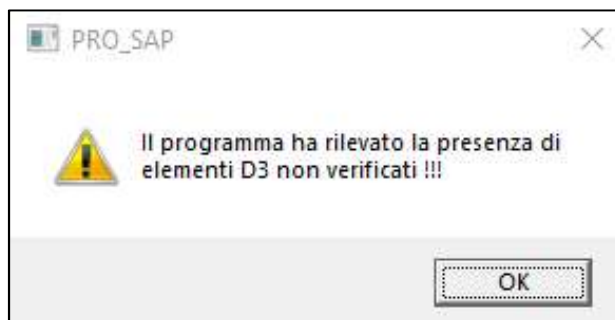 PRO_SAP
Il programma ha rilevato la presenza di
elementi D3 non verificati !!!
OK